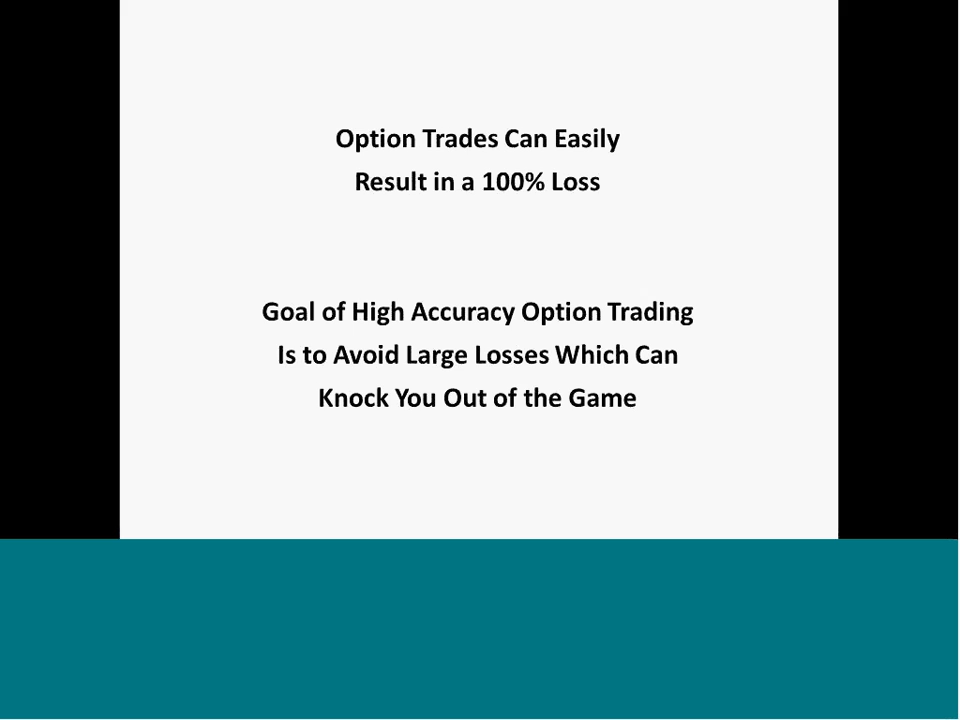 Option Trades Can Easily
Result in a 100% Loss
Goal of High Accuracy Option Trading
Is to Avoid Large Losses Which Can
Knock You Out of the Game